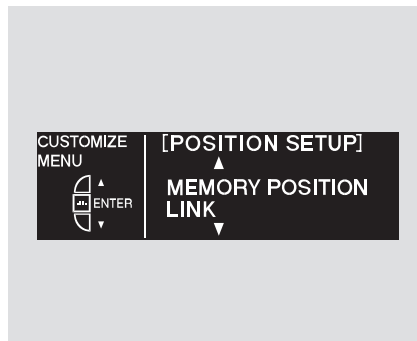 CUSTOMIZE
MENU
ENTER
[POSITION SETUP]
MEMORY POSITION
LINK